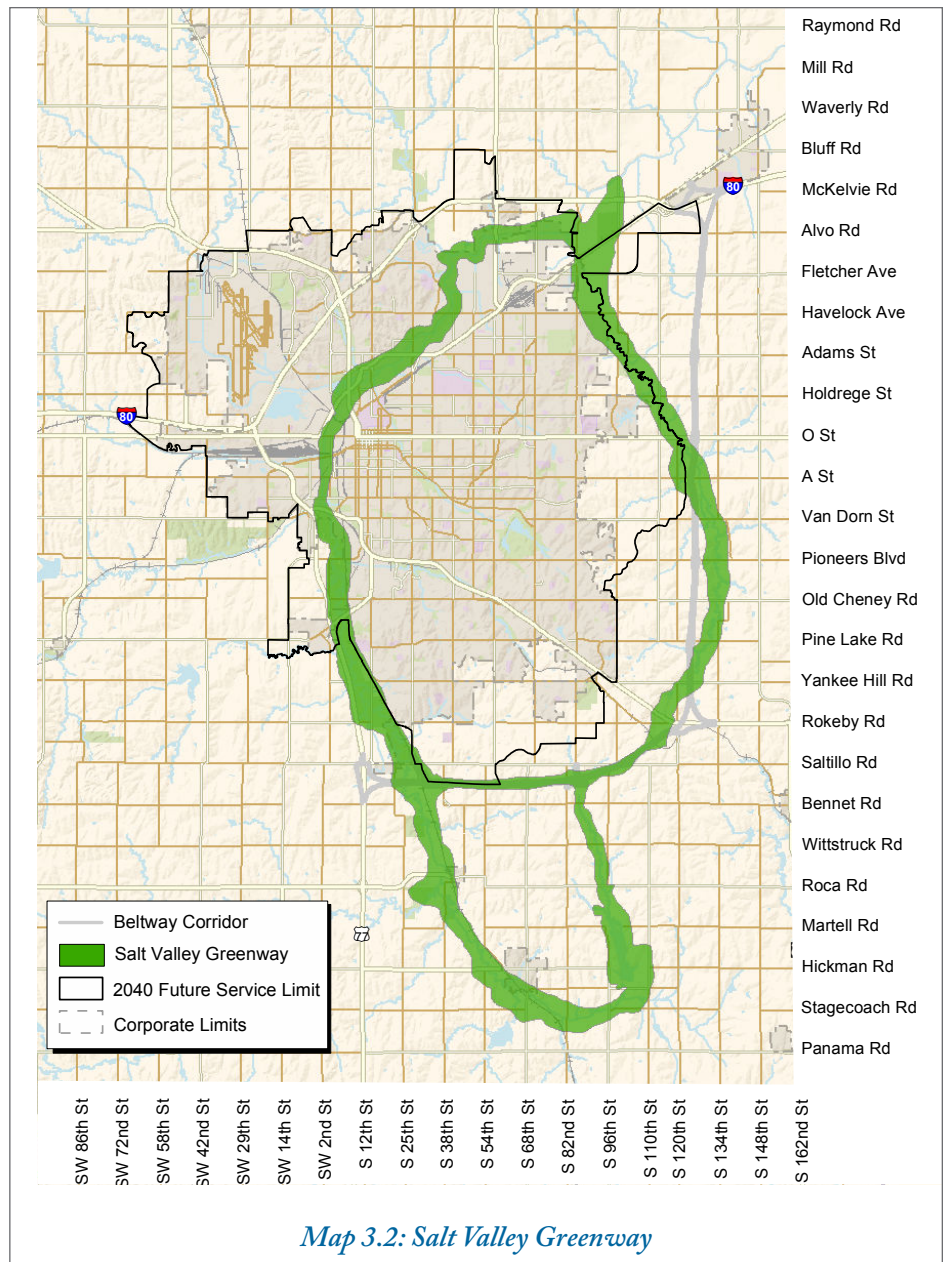 Raymond Rd
Mill Rd
Waverly Rd
Bluff Rd
McKelvie Rd
80
Alvo Rd
Fletcher Ave
Havelock Ave
Adams St
Holdrege St
80
O St
A St
Van Dorn St
Pioneers Blvd
Old Cheney Rd
Pine Lake Rd
Yankee Hill Rd
Rokeby Rd
Saltillo Rd
Bennet Rd
Wittstruck Rd
Roca Rd
Martell Rd
Hickman Rd
Stagecoach Rd
Panama Rd
77
Beltway Corridor
Salt Valley Greenway
2040 Future Service Limit
Corporate Limits
SW 86th St
SW 72nd St
SW 58th St
SW 42nd St
SW 29th St
SW 14th St
SW 2nd St
S 12th St
S 25th St
S 38th St
S 54th St
S 68th St
S 82nd St
S 96th St
S 110th St
S 120th St
S 134th St
S 148th St
S 162nd St
Map 3.2: Salt Valley Greenway